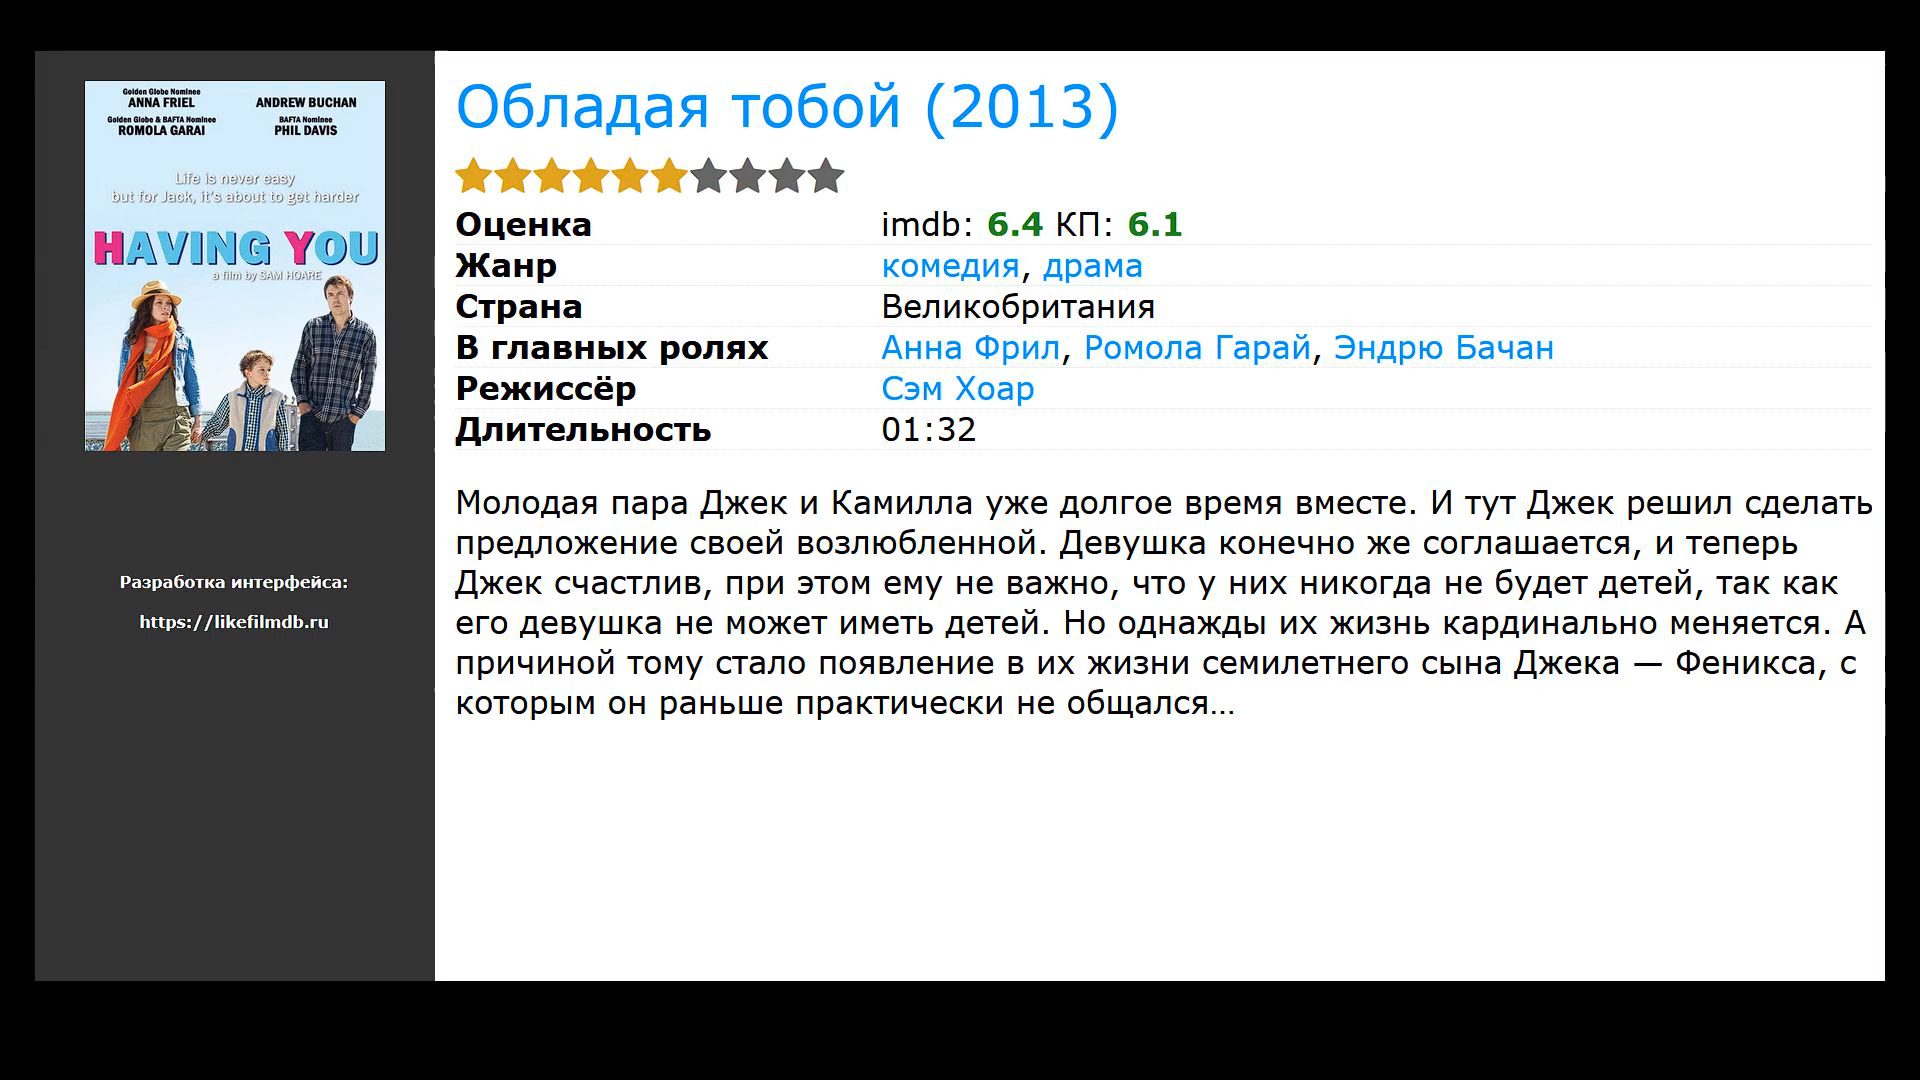 Golden Globe Nominee
ANNA FRIEL
ANDREW BUCHAN
Golden Globe & BAFTA Nominee
ROMOLA GARAI
BAFTA Nominee
PHIL DAVIS
Life is never easy
but for Jack, it's about to get harder
HAVING YOU
a film by SAM HOARE
Разработка интерфейса:
https://likefilmdb.ru
Обладая тобой (2013)
Оценка imdb: 6.4 КП: 6.1
Жанр комедия, драма
Страна Великобритания
В главных ролях Анна Фрил, Ромола Гарай, Эндрю Бачан
Режиссёр Сэм Хоар
Длительность 01:32
Молодая пара Джек и Камилла уже долгое время вместе. И тут Джек решил сделать
предложение своей возлюбленной. Девушка конечно же соглашается, и теперь
Джек счастлив, при этом ему не важно, что у них никогда не будет детей, так как
его девушка не может иметь детей. Но однажды их жизнь кардинально меняется. А
причиной тому стало появление в их жизни семилетнего сына Джека — Феникса, с
которым он раньше практически не общался…